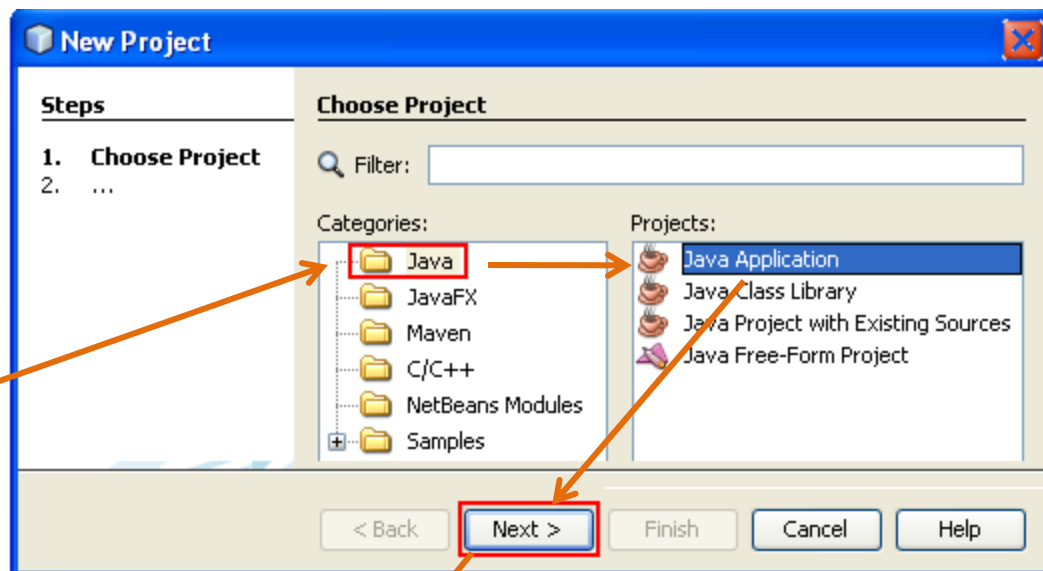 New Project
Steps
1. Choose Project
2. ...
Choose Project
Filter:
Categories:
Java
JavaFX
Maven
C/C++
NetBeans Modules
Samples
Projects:
Java Application
Java Class Library
Java Project with Existing Sources
Java Free-Form Project
< Back
Next >
Finish
Cancel
Help